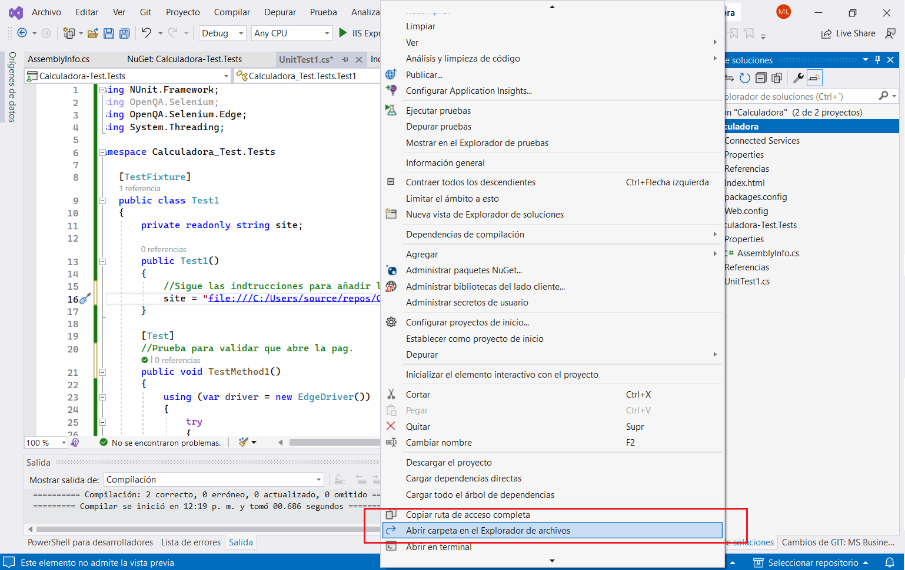 Archivo Editar Ver Git Proyecto Compilar Depurar Prueba Analiza ora ML
Debug Any CPU IIS Expr Live Share
Orígenes de datos
AssemblyInfo.cs NuGet: Calculadora-Test.Tests UnitTest1.cs* Inc
Calculadora-Test.Tests Calculadora_Test.Tests.Test1
1 ing NUnit.Framework;
2 ing OpenQA.Selenium;
3 ing OpenQA.Selenium.Edge;
4 ing System.Threading;
5
6 mespace Calculadora_Test.Tests
7
8 [TestFixture]
1 referencia
9 public class Test1
10 {
11 private readonly string site;
12
0 referencias
13 public Test1()
14 {
15 //Sigue las indtrucciones para añadir l
16 site = "file:///C:/Users/source/repos/C
17 }
18
19 [Test]
20 //Prueba para validar que abre la pag.
0 referencias
21 public void TestMethod1()
22 {
23 using (var driver = new EdgeDriver())
24 {
25 try
26 {
100 % No se encontraron problemas.
Salida
Mostrar salida de: Compilación
========== Compilación: 2 correcto, 0 erróneo, 0 actualizado, 0 omitido ==
========= Compilar se inició en 12:19 p. m. y tomó 00.686 segundos =======
PowerShell para desarrolladores Lista de errores Salida
El elemento no admite la vista previa
Limpiar
Ver
Análisis y limpieza de código
Publicar...
Configurar Application Insights...
Ejecutar pruebas
Depurar pruebas
Mostrar en el Explorador de pruebas
Información general
Contraer todos los descendientes Ctrl+Flecha izquierda
Limitar el ámbito a esto
Nueva vista de Explorador de soluciones
Dependencias de compilación
Agregar
Administrar paquetes NuGet...
Administrar bibliotecas del lado cliente...
Administrar secretos de usuario
Configurar proyectos de inicio...
Establecer como proyecto de inicio
Depurar
Inicializar el elemento interactivo con el proyecto
Cortar Ctrl+X
Pegar Ctrl+V
Quitar Supr
Cambiar nombre F2
Descargar el proyecto
Cargar dependencias directas
Cargar todo el árbol de dependencias
Copiar ruta de acceso completa
Abrir carpeta en el Explorador de archivos
Abrir en terminal
e soluciones
plorador de soluciones (Ctrl+´)
n "Calculadora" (2 de 2 proyectos)
culadora
Connected Services
Properties
Referencias
Index.html
packages.config
Web.config
culadora-Test.Tests
Properties
C# AssemblyInfo.cs
Referencias
UnitTest1.cs
e soluciones Cambios de GIT: MS Busine...
Seleccionar repositorio